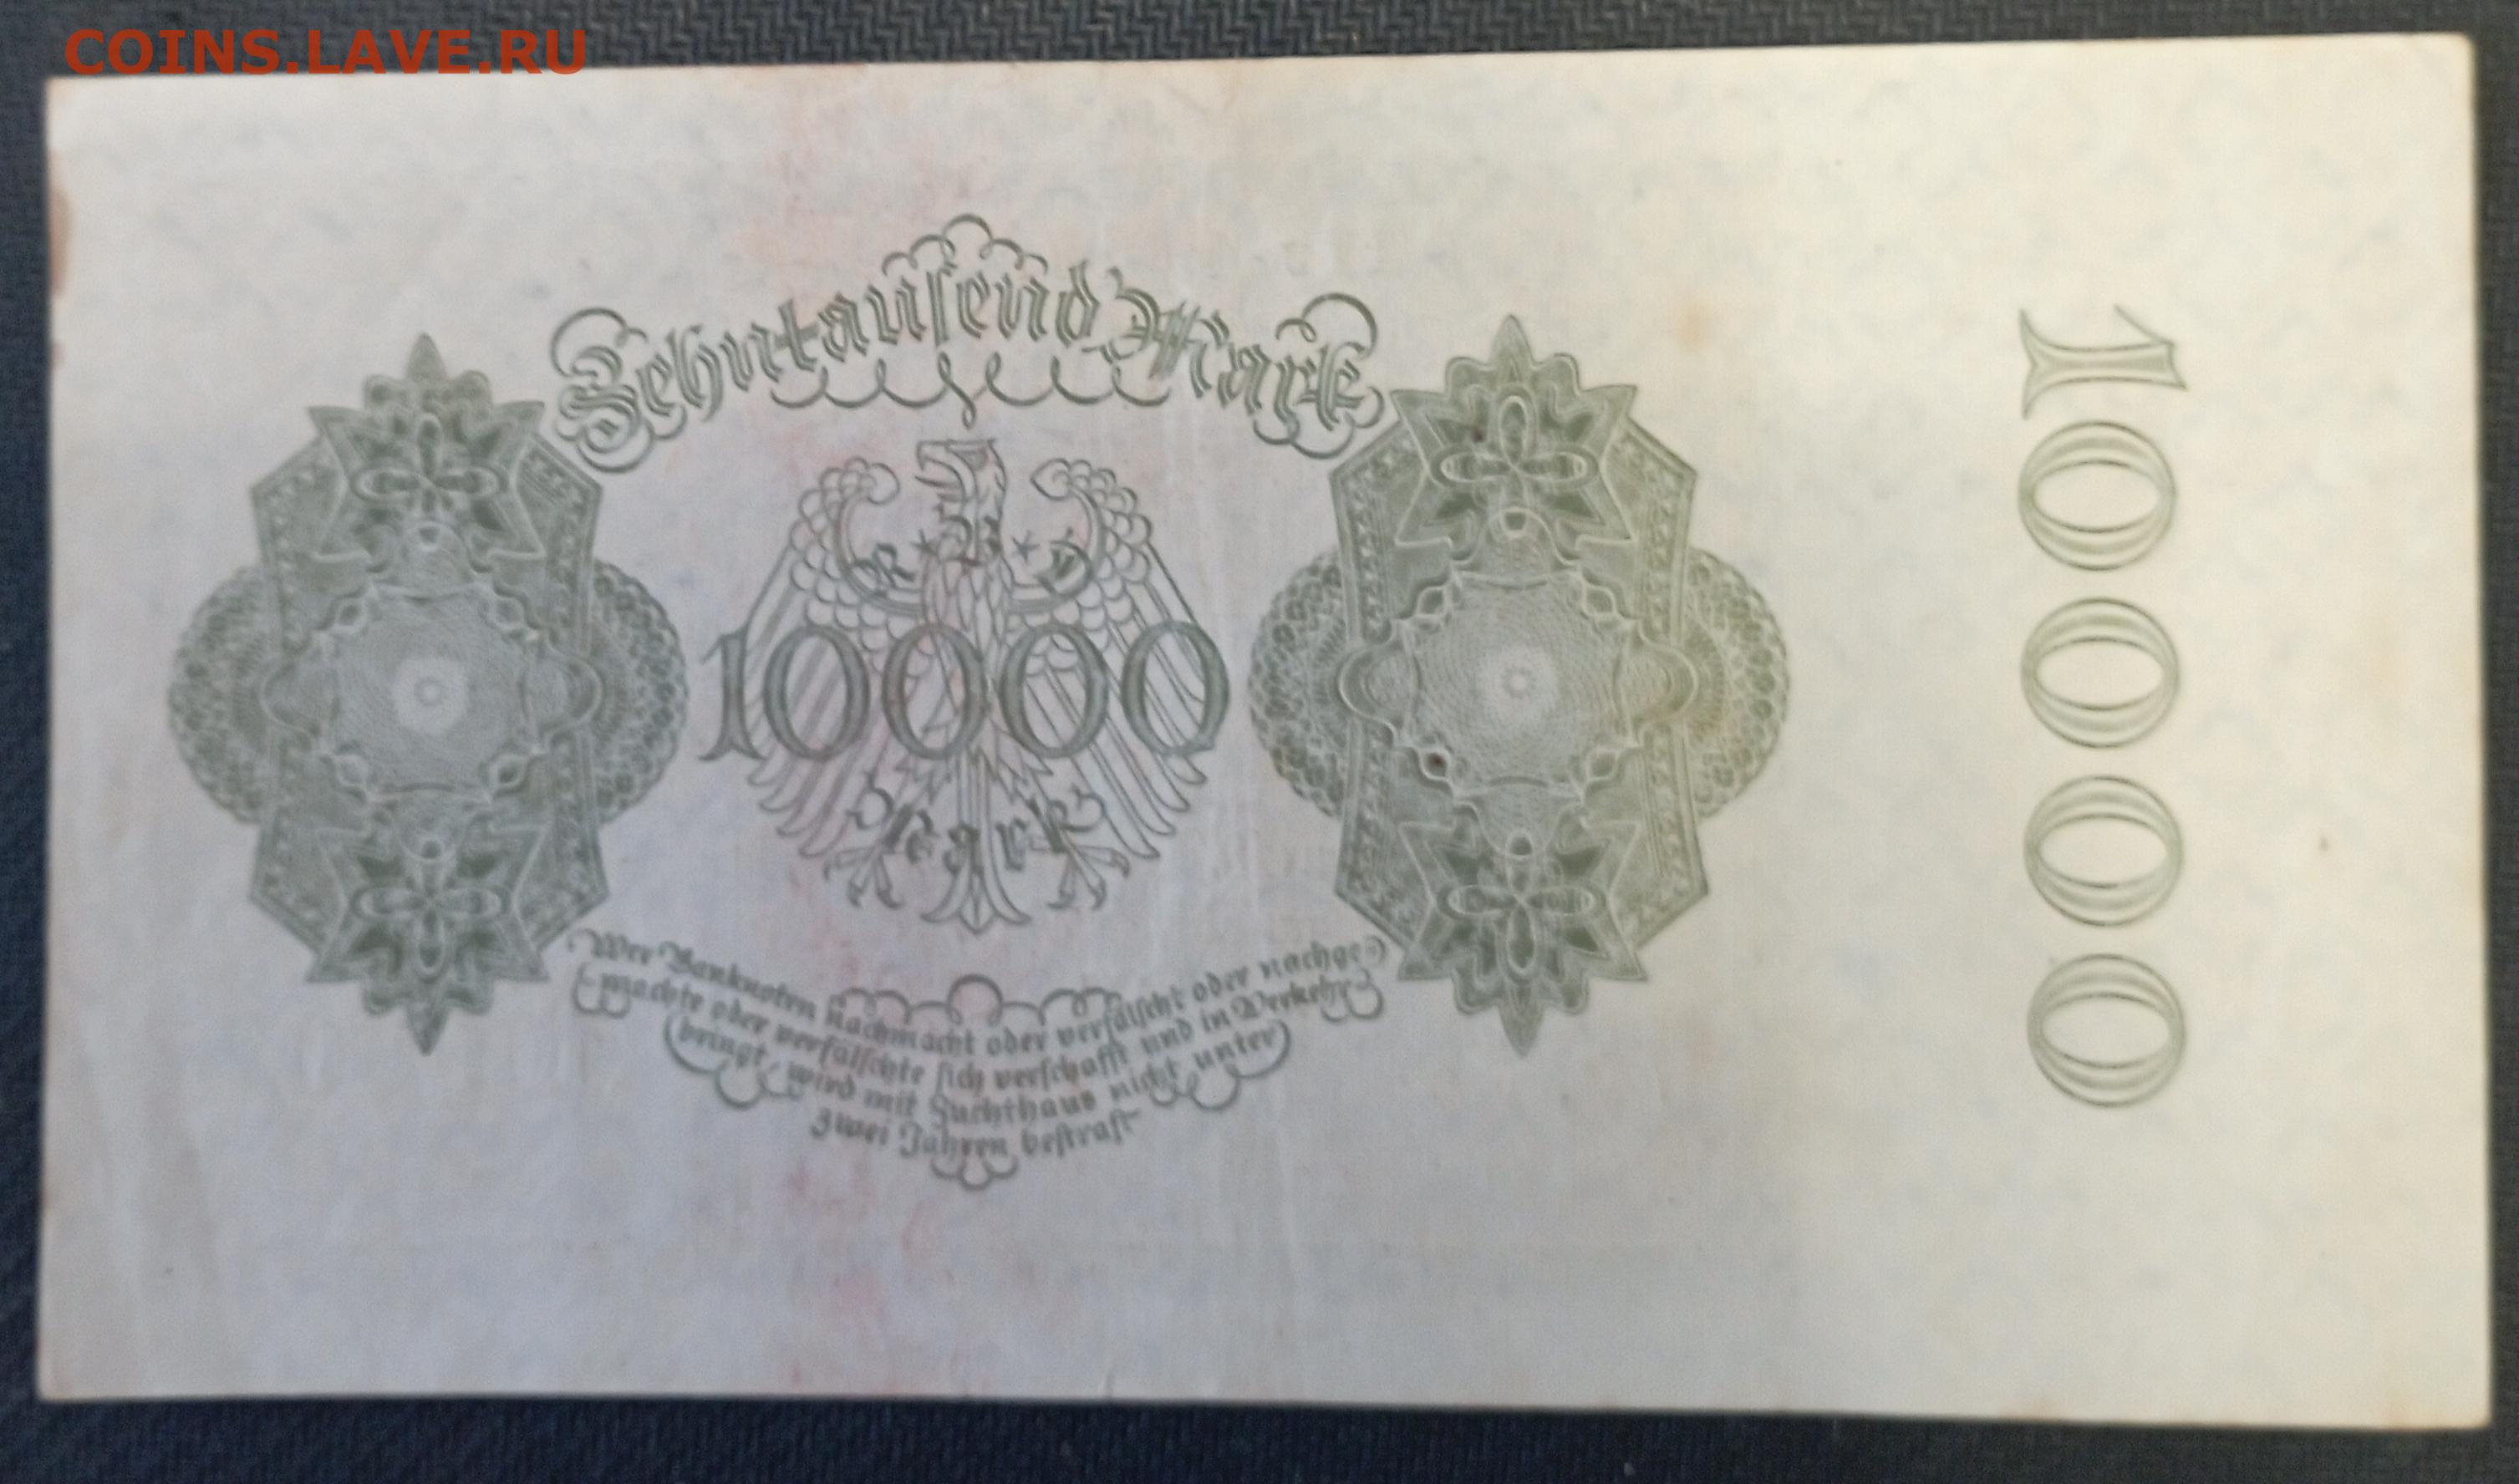 COINS.LAVE.RU
Zehntausend Mark
R D
10000
Mark
Wer Banknoten nachmacht oder verfälscht oder nachge-
machte oder verfälschte sich verschafft und in Verkehr
bringt, wird mit Zuchthaus nicht unter
zwei Jahren bestraft
10000